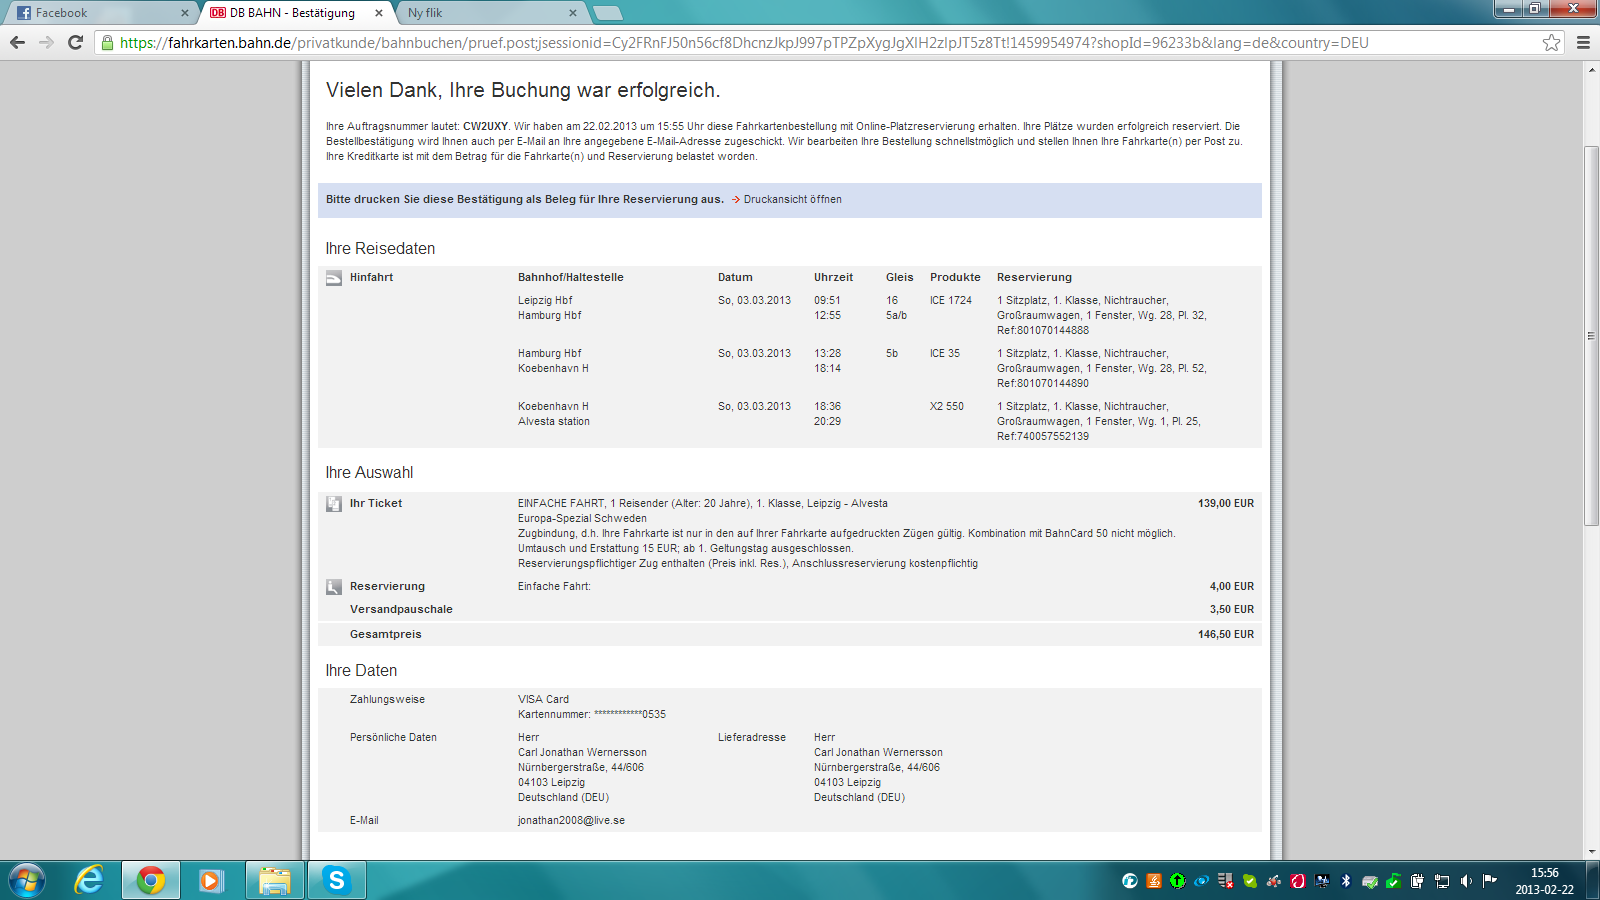 Facebook
DB BAHN - Bestätigung
Ny flik
https://fahrkarten.bahn.de/privatkunde/bahnbuchen/pruef.post;jsessionid=Cy2FRnFJ50n56cf8DhcnzJkpJ997pTPZpXygJgXlH2zlpJT5z8Tt!1459954974?shopId=96233b&lang=de&country=DEU
Vielen Dank, Ihre Buchung war erfolgreich.
Ihre Auftragsnummer lautet: CW2UXY. Wir haben am 22.02.2013 um 15:55 Uhr diese Fahrkartenbestellung mit Online-Platzreservierung erhalten. Ihre Plätze wurden erfolgreich reserviert. Die
Bestellbestätigung wird Ihnen auch per E-Mail an Ihre angegebene E-Mail-Adresse zugeschickt. Wir bearbeiten Ihre Bestellung schnellstmöglich und stellen Ihnen Ihre Fahrkarte(n) per Post zu.
Ihre Kreditkarte ist mit dem Betrag für die Fahrkarte(n) und Reservierung belastet worden.
Bitte drucken Sie diese Bestätigung als Beleg für Ihre Reservierung aus. Druckansicht öffnen
Ihre Reisedaten
Hinfahrt Bahnhof/Haltestelle Datum Uhrzeit Gleis Produkte Reservierung
Leipzig Hbf So, 03.03.2013 09:51 16 ICE 1724 1 Sitzplatz, 1. Klasse, Nichtraucher,
Hamburg Hbf 12:55 5a/b Großraumwagen, 1 Fenster, Wg. 28, Pl. 32,
Ref:801070144888
Hamburg Hbf So, 03.03.2013 13:28 5b ICE 35 1 Sitzplatz, 1. Klasse, Nichtraucher,
Koebenhavn H 18:14 Großraumwagen, 1 Fenster, Wg. 28, Pl. 52,
Ref:801070144890
Koebenhavn H So, 03.03.2013 18:36 X2 550 1 Sitzplatz, 1. Klasse, Nichtraucher,
Alvesta station 20:29 Großraumwagen, 1 Fenster, Wg. 1, Pl. 25,
Ref:740057552139
Ihre Auswahl
Ihr Ticket EINFACHE FAHRT, 1 Reisender (Alter: 20 Jahre), 1. Klasse, Leipzig - Alvesta 139,00 EUR
Europa-Spezial Schweden
Zugbindung, d.h. Ihre Fahrkarte ist nur in den auf Ihrer Fahrkarte aufgedruckten Zügen gültig. Kombination mit BahnCard 50 nicht möglich.
Umtausch und Erstattung 15 EUR; ab 1. Geltungstag ausgeschlossen.
Reservierungspflichtiger Zug enthalten (Preis inkl. Res.), Anschlussreservierung kostenpflichtig
Reservierung Einfache Fahrt: 4,00 EUR
Versandpauschale 3,50 EUR
Gesamtpreis 146,50 EUR
Ihre Daten
Zahlungsweise VISA Card
Kartennummer: ************0535
Persönliche Daten Herr Lieferadresse Herr
Carl Jonathan Wernersson Carl Jonathan Wernersson
Nürnbergerstraße, 44/606 Nürnbergerstraße, 44/606
04103 Leipzig 04103 Leipzig
Deutschland (DEU) Deutschland (DEU)
E-Mail jonathan2008@live.se
15:56
2013-02-22